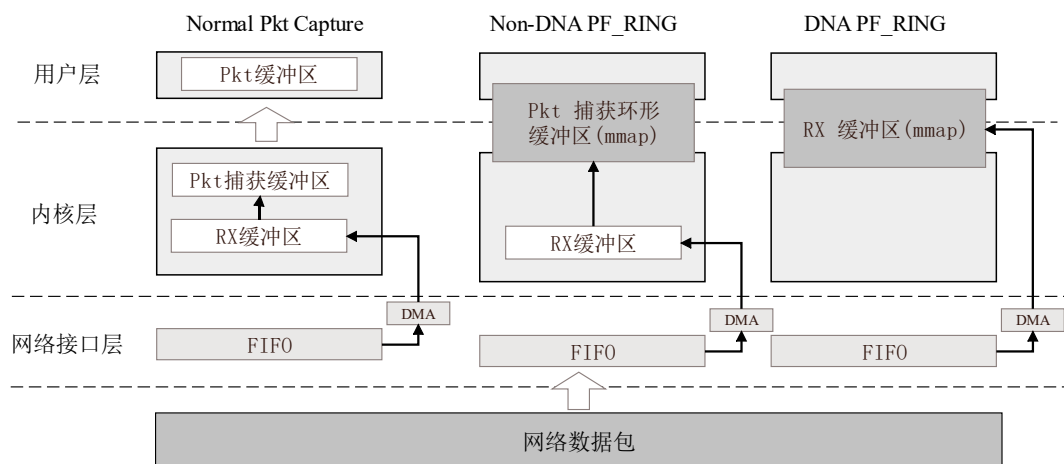 Normal Pkt Capture
Non-DNA PF_RING
DNA PF_RING
用户层
Pkt缓冲区
Pkt 捕获环形
缓冲区(mmap)
RX 缓冲区(mmap)
内核层
Pkt捕获缓冲区
RX缓冲区
RX缓冲区
DMA
DMA
DMA
网络接口层
FIFO
FIFO
FIFO
网络数据包